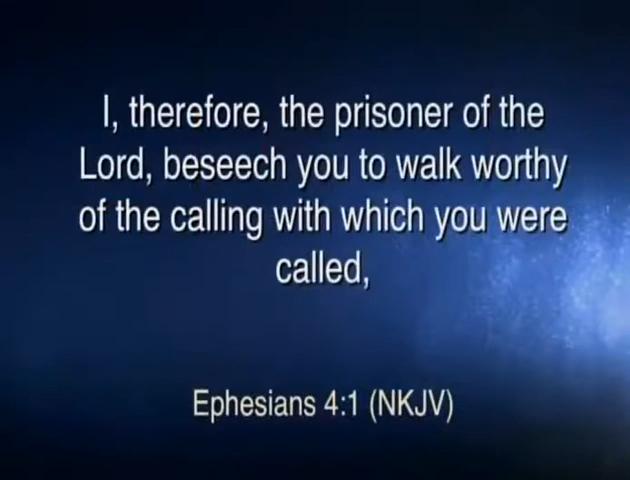 I, therefore, the prisoner of the
Lord, beseech you to walk worthy
of the calling with which you were
called,
Ephesians 4:1 (NKJV)